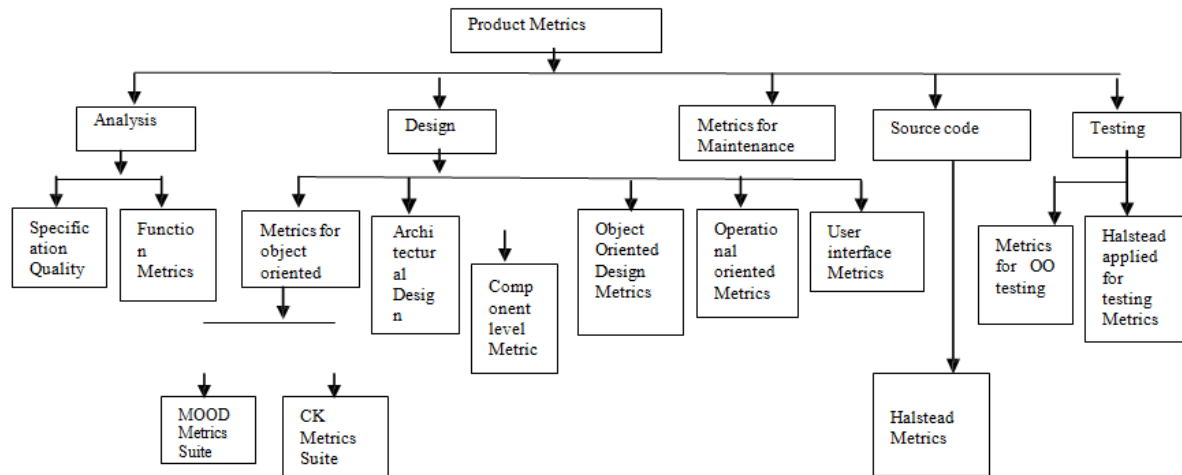 Product Metrics
Analysis
Design
Metrics for
Maintenance
Source code
Testing
Specific
ation
Quality
Functio
n
Metrics
Metrics for
object
oriented
Archi
tectur
al
Desig
n
Comp
onent
level
Metric
Object
Oriented
Design
Metrics
Operatio
nal
oriented
Metrics
User
interface
Metrics
Metrics
for OO
testing
Halstead
applied
for
testing
Metrics
MOOD
Metrics
Suite
CK
Metrics
Suite
Halstead
Metrics